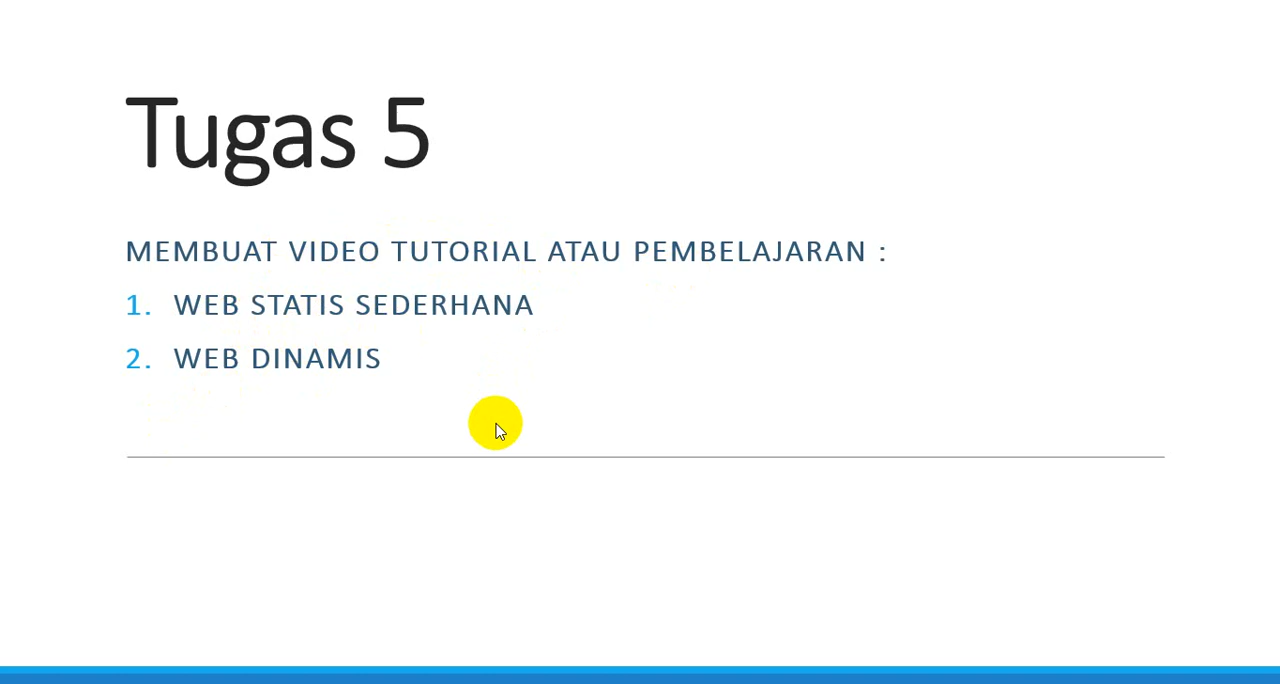 Tugas 5
MEMBUAT VIDEO TUTORIAL ATAU PEMBELAJARAN :
1. WEB STATIS SEDERHANA
2. WEB DINAMIS